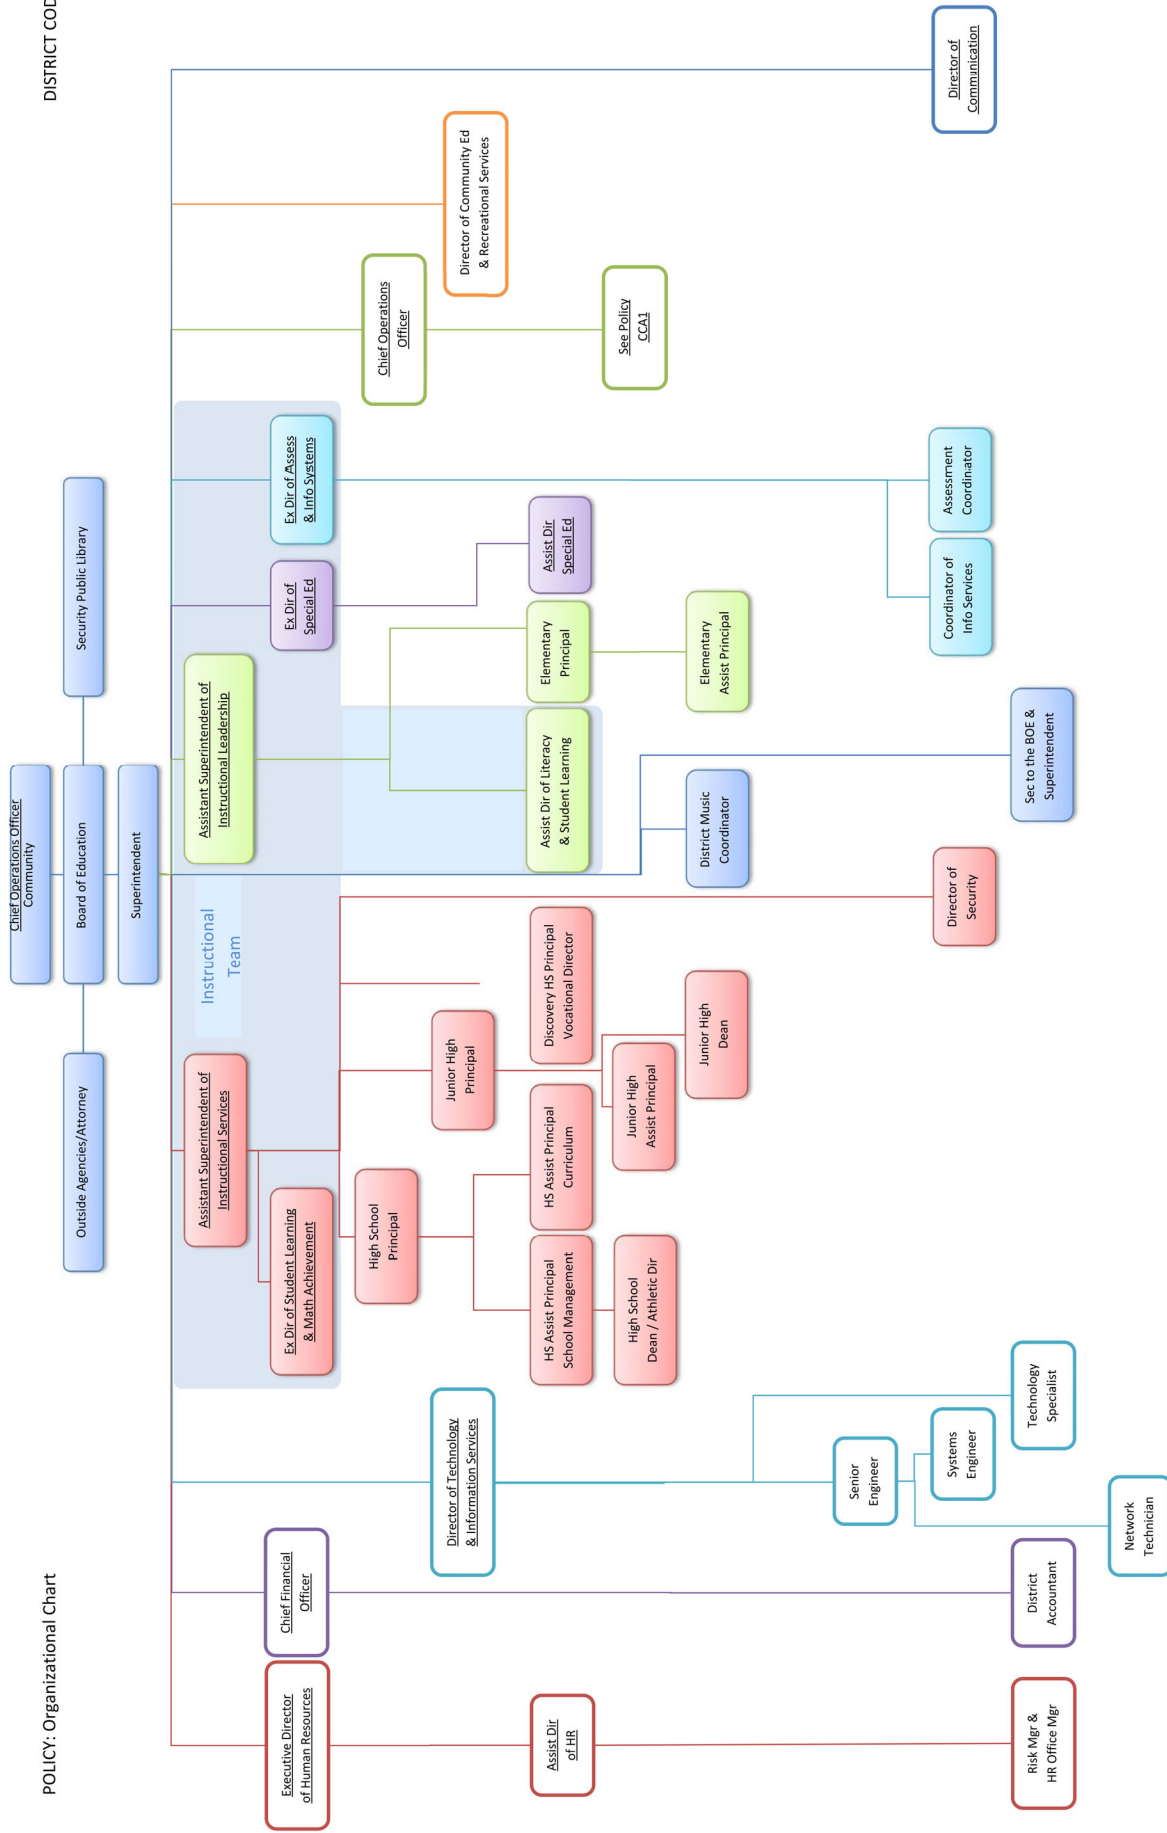 POLICY: Organizational Chart
DISTRICT COD
Chief Operations Officer
Community
Outside Agencies/Attorney
Board of Education
Security Public Library
Superintendent
Instructional
Team
Assistant Superintendent of
Instructional Services
Assistant Superintendent of
Instructional Leadership
Executive Director
of Human Resources
Chief Financial
Officer
Ex Dir of Student Learning
& Math Achievement
Ex Dir of
Special Ed
Ex Dir of Assess
& Info Systems
High School
Principal
Chief Operations
Officer
Director of Technology
& Information Services
Junior High
Principal
Director of Community Ed
& Recreational Services
Assist Dir
of HR
HS Assist Principal
School Management
HS Assist Principal
Curriculum
Discovery HS Principal
Vocational Director
Assist Dir of Literacy
& Student Learning
Elementary
Principal
Assist Dir
Special Ed
High School
Dean / Athletic Dir
Junior High
Assist Principal
See Policy
CCA1
Junior High
Dean
District Music
Coordinator
Elementary
Assist Principal
Senior
Engineer
Systems
Engineer
Director of
Security
Coordinator of
Info Services
Assessment
Coordinator
Director of
Communication
Risk Mgr &
HR Office Mgr
District
Accountant
Technology
Specialist
Sec to the BOE &
Superintendent
Network
Technician